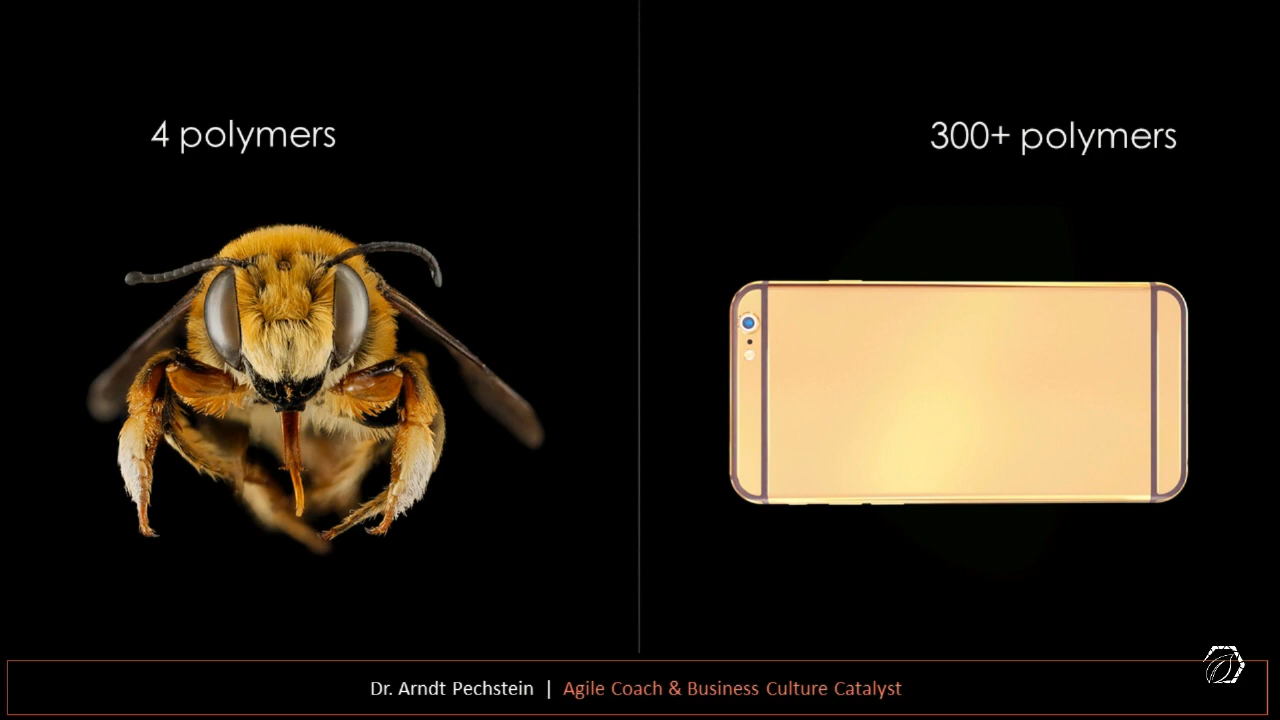 4 polymers
300+ polymers
Dr. Arndt Pechstein | Agile Coach & Business Culture Catalyst